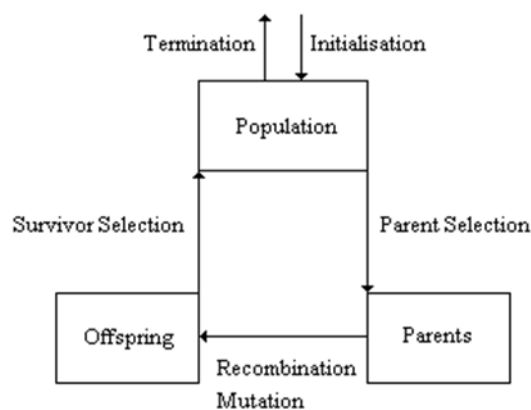 Termination
Initialisation
Population
Survivor Selection
Parent Selection
Offspring
Parents
Recombination
Mutation